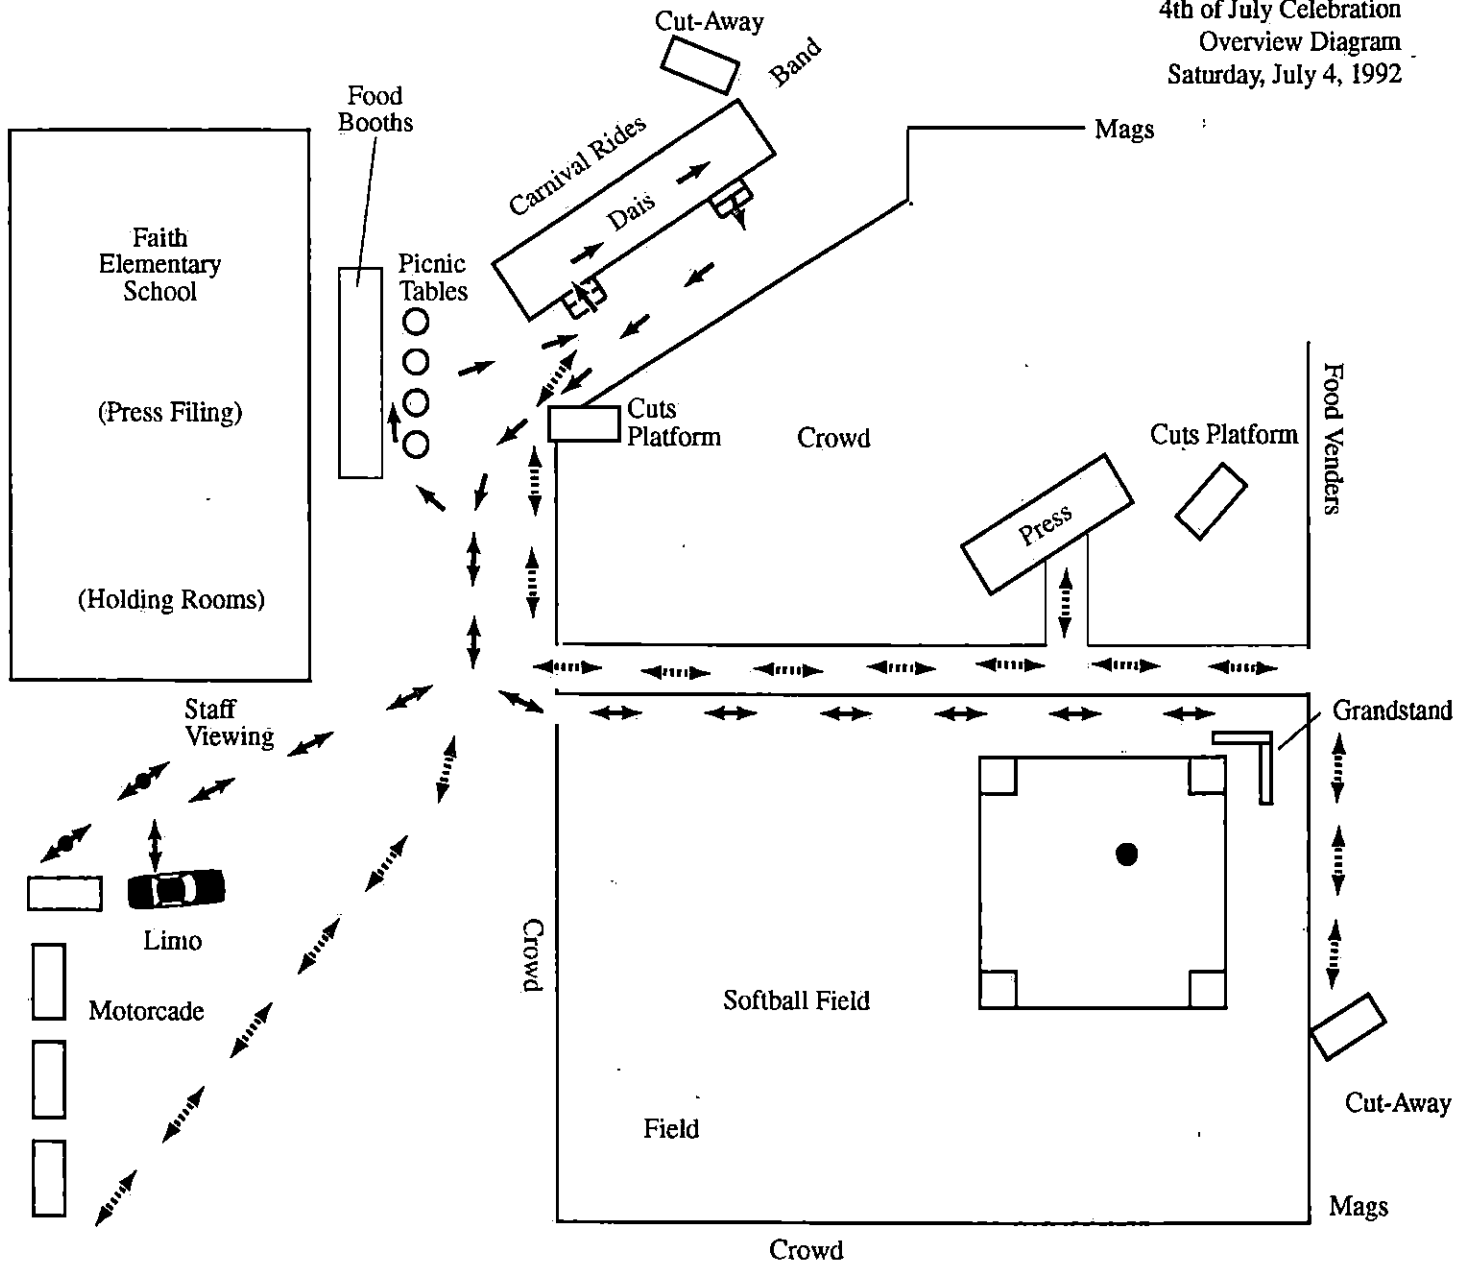 4th of July Celebration
Overview Diagram
Saturday, July 4, 1992
Cut-Away
Band
Food
Booths
Carnival Rides
Mags
Dais
Faith
Elementary
School
Picnic
Tables
(Press Filing)
Cuts
Platform
Crowd
Cuts Platform
Food Venders
Press
(Holding Rooms)
Staff
Viewing
Grandstand
Limo
Crowd
Motorcade
Softball Field
Cut-Away
Field
Mags
Crowd